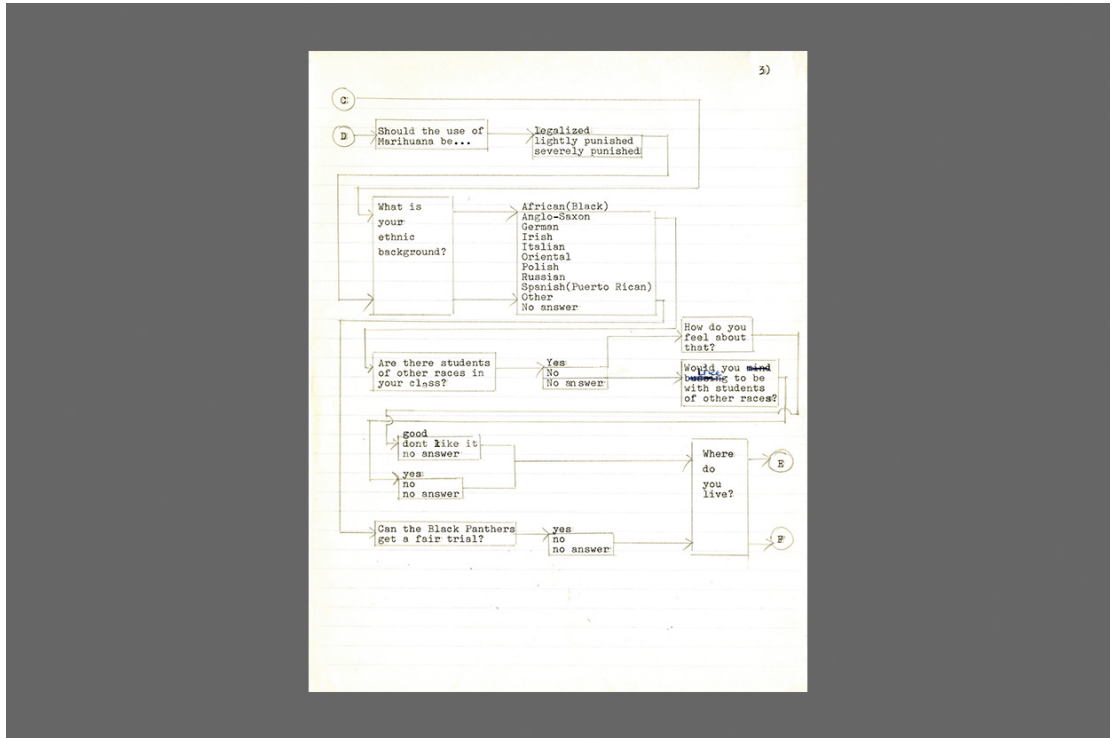 3)
C
D
Should the use of
Marihuana be...
legalized
lightly punished
severely punished
What is
your
ethnic
background?
African(Black)
Anglo-Saxon
German
Irish
Italian
Oriental
Polish
Russian
Spanish(Puerto Rican)
Other
No answer
How do you
feel about
that?
Are there students
of other races in
your class?
Yes
No
No answer
Would you mind
to be
with students
of other races?
good
dont like it
no answer
yes
no
no answer
Where
do
you
live?
E
Can the Black Panthers
get a fair trial?
yes
no
no answer
F